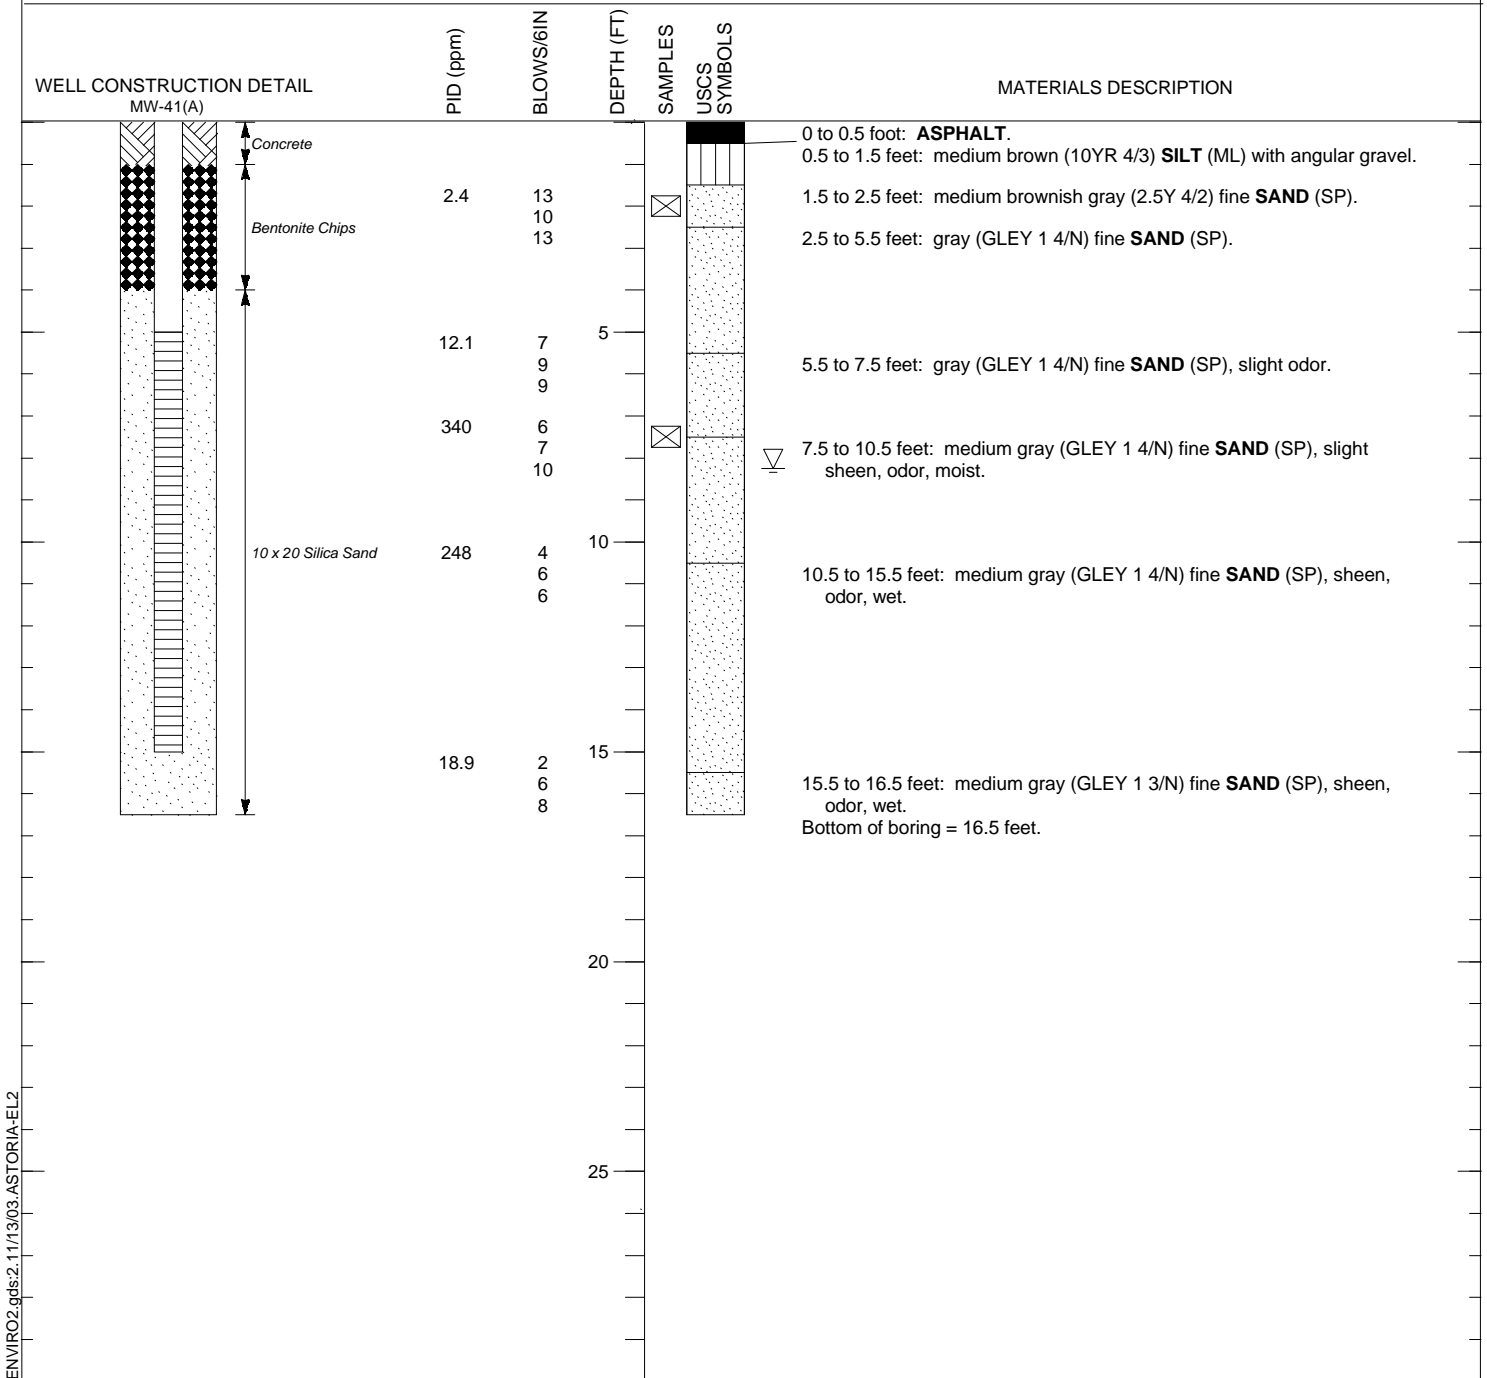 WELL CONSTRUCTION DETAIL
MW-41(A)
PID (ppm)
BLOWS/6IN
DEPTH (FT)
SAMPLES
USCS
SYMBOLS
MATERIALS DESCRIPTION
Concrete
0 to 0.5 foot: ASPHALT.
0.5 to 1.5 feet: medium brown (10YR 4/3) SILT (ML) with angular gravel.
2.4
13
10
13
1.5 to 2.5 feet: medium brownish gray (2.5Y 4/2) fine SAND (SP).
Bentonite Chips
2.5 to 5.5 feet: gray (GLEY 1 4/N) fine SAND (SP).
5
12.1
7
9
9
5.5 to 7.5 feet: gray (GLEY 1 4/N) fine SAND (SP), slight odor.
340
6
7
10
7.5 to 10.5 feet: medium gray (GLEY 1 4/N) fine SAND (SP), slight
sheen, odor, moist.
10
10 x 20 Silica Sand
248
4
6
6
10.5 to 15.5 feet: medium gray (GLEY 1 4/N) fine SAND (SP), sheen,
odor, wet.
15
18.9
2
6
8
15.5 to 16.5 feet: medium gray (GLEY 1 3/N) fine SAND (SP), sheen,
odor, wet.
Bottom of boring = 16.5 feet.
20
25
ENVIRO2.gds:2.11/13/03.ASTORIA-EL2